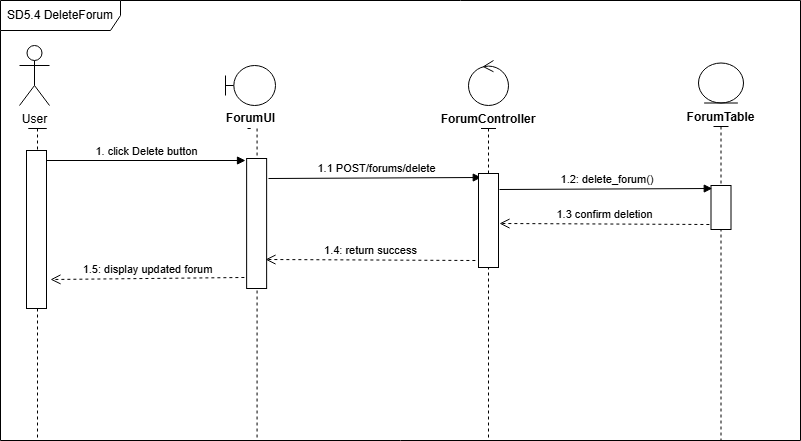 SD5.4 DeleteForum
User
ForumUI
ForumController
ForumTable
1. click Delete button
1.1 POST/forums/delete
1.2: delete_forum()
1.3 confirm deletion
1.4: return success
1.5: display updated forum